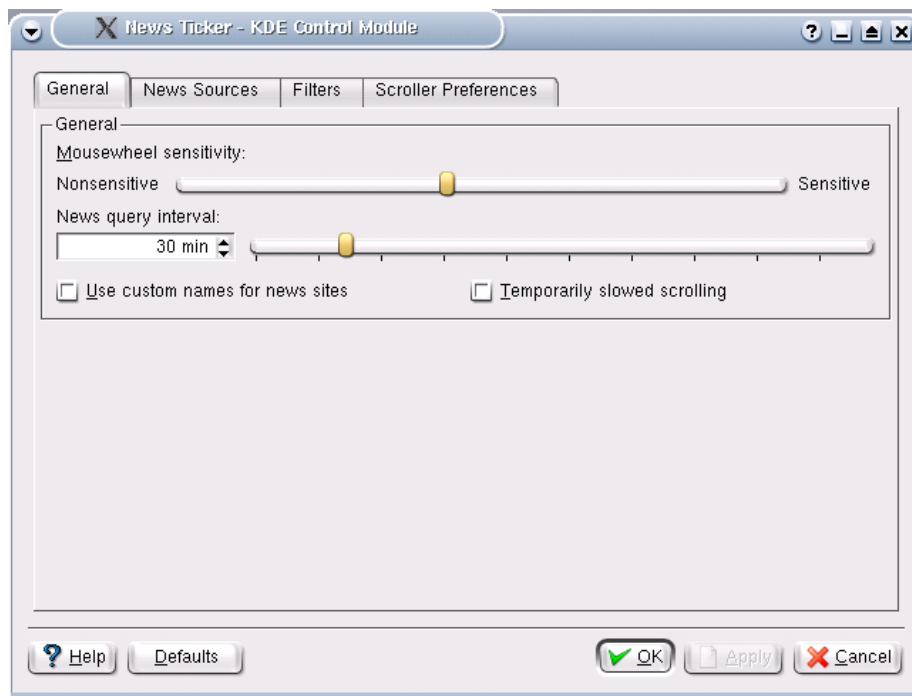 News Ticker - KDE Control Module
General
News Sources
Filters
Scroller Preferences
General
Mousewheel sensitivity:
Nonsensitive
Sensitive
News query interval:
30 min
Use custom names for news sites
Temporarily slowed scrolling
Help
Defaults
OK
Apply
Cancel